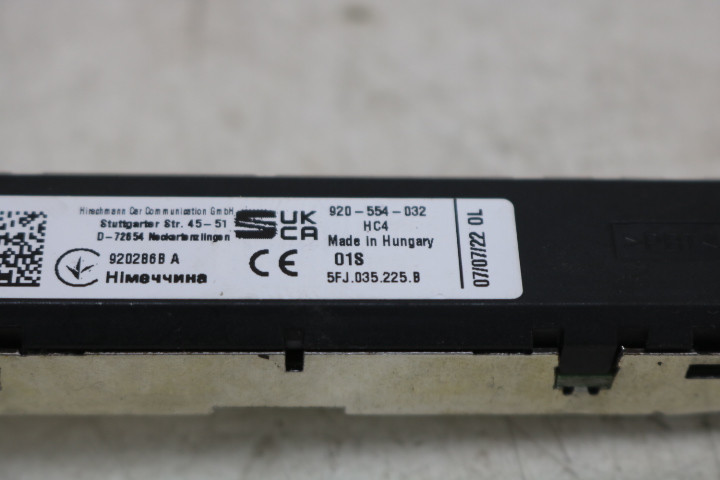 Hirschmann Car Communication GmbH
Stuttgarter Str. 45-51
D-72654 Neckartenzlingen
920286B A
Німеччина
UK
CA
CE
920-554-032
HC4
Made in Hungary
01S
5FJ.035.225.B
07/07/22 OL